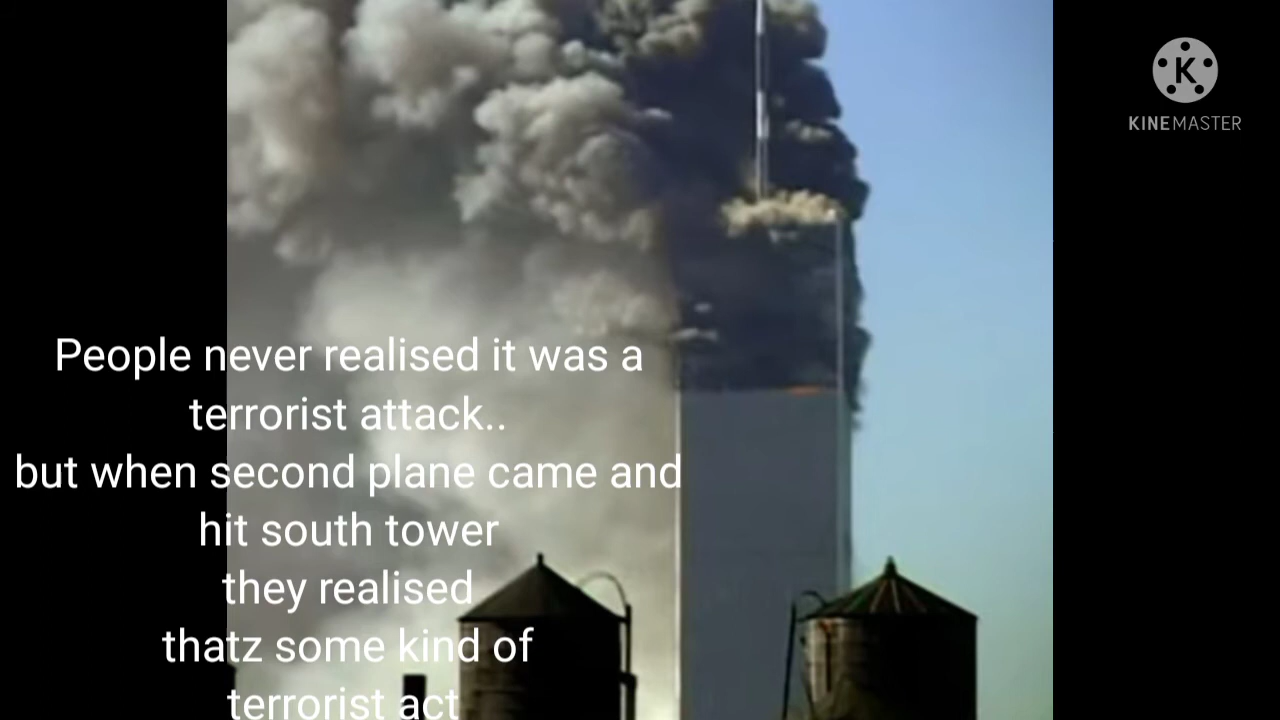 KINEMASTER
People never realised it was a
terrorist attack..
but when second plane came and
hit south tower
they realised
thatz some kind of
terrorist act